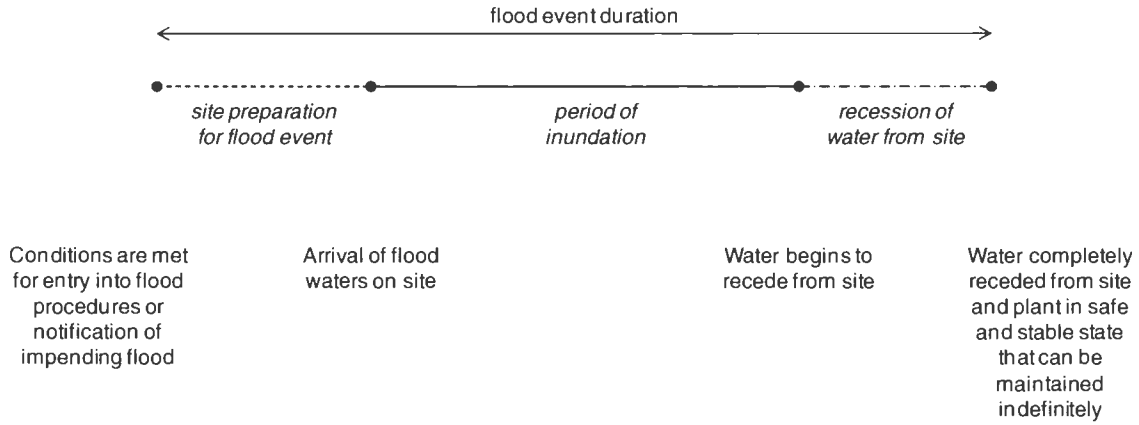 flood event duration
site preparation
for flood event
period of
inundation
recession of
water from site
Conditions are met
for entry into flood
procedures or
notification of
impending flood
Arrival of flood
waters on site
Water begins to
recede from site
Water completely
receded from site
and plant in safe
and stable state
that can be
maintained
indefinitely